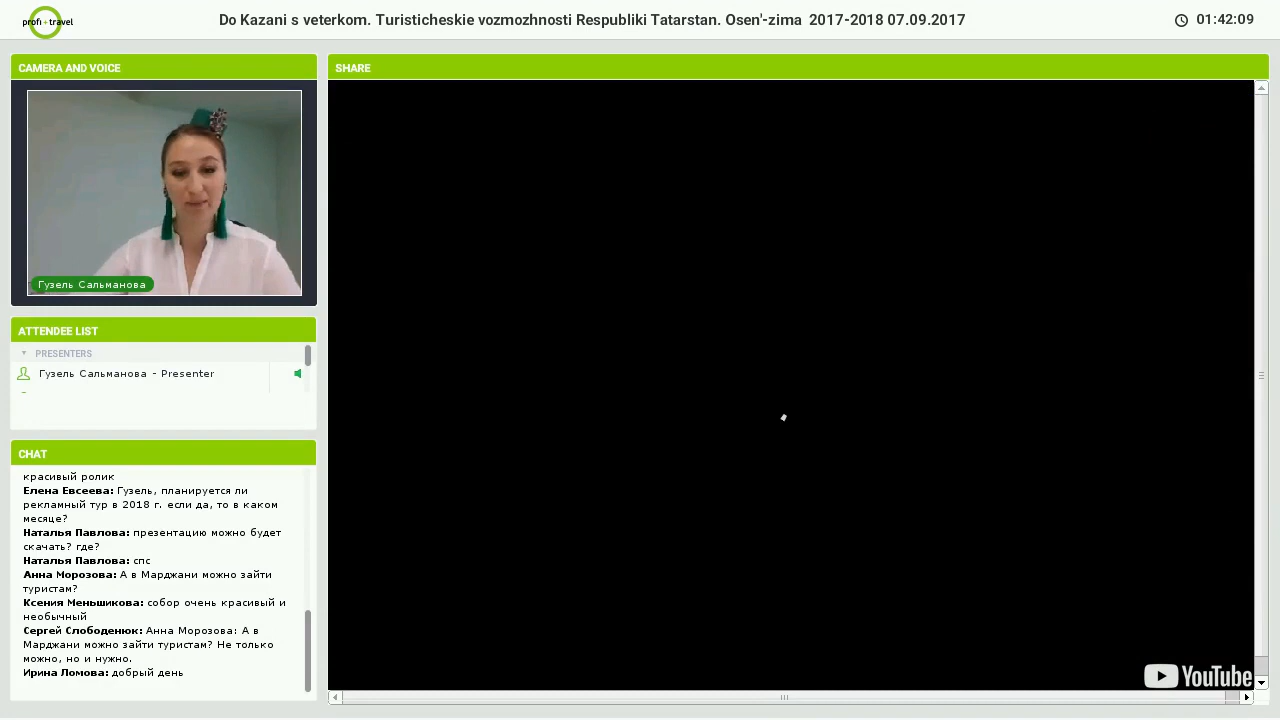 profi + travel
Do Kazani s veterkom. Turisticheskie vozmozhnosti Respubliki Tatarstan. Osen'-zima 2017-2018 07.09.2017
01:42:09
CAMERA AND VOICE
Гузель Сальманова
ATTENDEE LIST
PRESENTERS
Гузель Сальманова - Presenter
CHAT
красивый ролик
Елена Евсеева: Гузель, планируется ли
рекламный тур в 2018 г. если да, то в каком
месяце?
Наталья Павлова: презентацию можно будет
скачать? где?
Наталья Павлова: спс
Анна Морозова: А в Марджани можно зайти
туристам?
Ксения Меньшикова: собор очень красивый и
необычный
Сергей Слободенюк: Анна Морозова: А в
Марджани можно зайти туристам? Не только
можно, но и нужно.
Ирина Ломова: добрый день
SHARE
YouTube